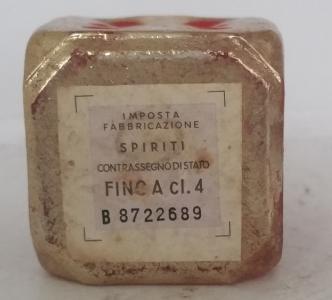 IMPOSTA
FABBRICAZIONE
SPIRITI
CONTRASSEGNO DI STATO
FINO A cl. 4
B 8722689